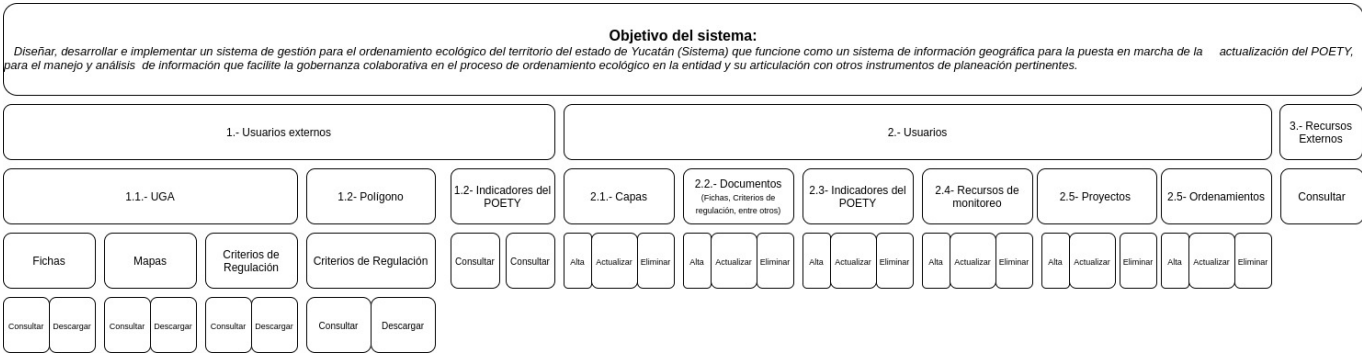 Objetivo del sistema:
Diseñar, desarrollar e implementar un sistema de gestión para el ordenamiento ecológico del territorio del estado de Yucatán (Sistema) que funcione como un sistema de información geográfica para la puesta en marcha de la actualización del POETY,
para el manejo y análisis de información que facilite la gobernanza colaborativa en el proceso de ordenamiento ecológico en la entidad y su articulación con otros instrumentos de planeación pertinentes.
1.- Usuarios externos
2.- Usuarios
3.- Recursos
Externos
1.1.- UGA
1.2- Polígono
1.2- Indicadores del
POETY
2.1.- Capas
2.2.- Documentos
(Fichas, Criterios de
regulación, entre otros)
2.3- Indicadores del
POETY
2.4- Recursos de
monitoreo
2.5- Proyectos
2.5- Ordenamientos
Consultar
Fichas
Mapas
Criterios de
Regulación
Criterios de Regulación
Consultar
Consultar
Alta
Actualizar
Eliminar
Alta
Actualizar
Eliminar
Alta
Actualizar
Eliminar
Alta
Actualizar
Eliminar
Alta
Actualizar
Eliminar
Alta
Actualizar
Eliminar
Consultar
Descargar
Consultar
Descargar
Consultar
Descargar
Consultar
Descargar